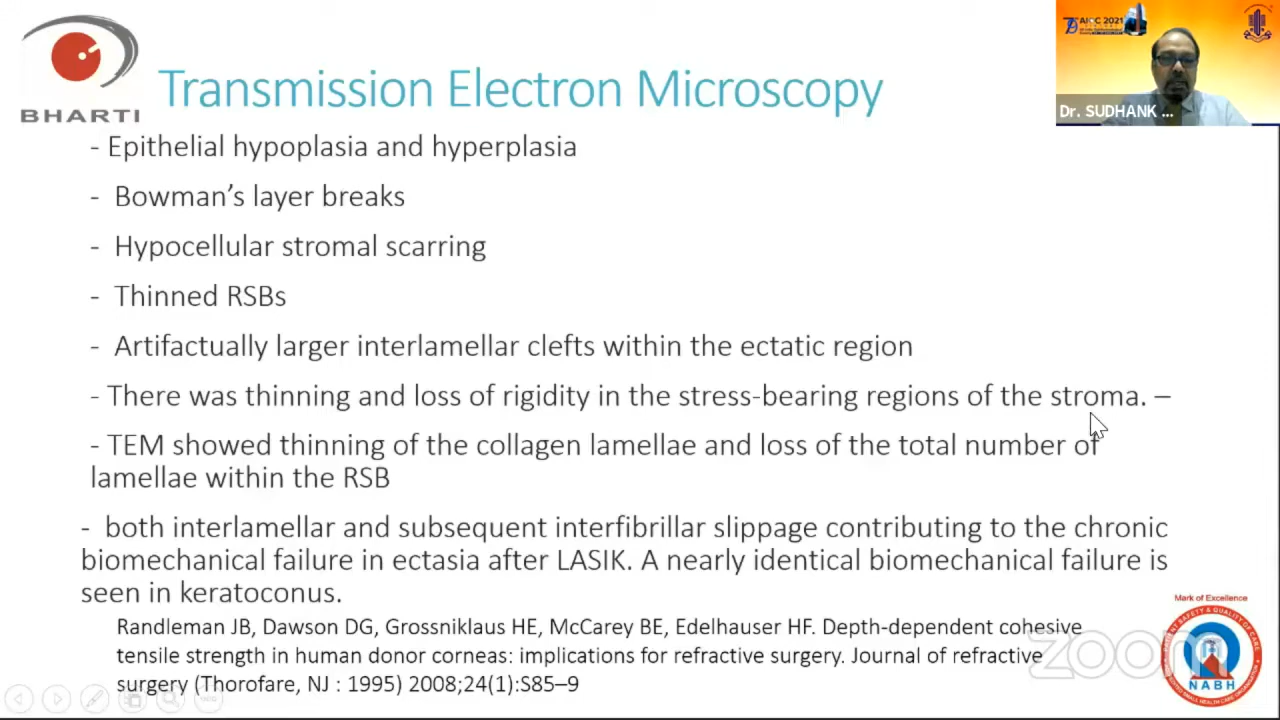 BHARTI
Transmission Electron Microscopy
AIOC 2021
Dr. SUDHANK ...
- Epithelial hypoplasia and hyperplasia
- Bowman’s layer breaks
- Hypocellular stromal scarring
- Thinned RSBs
- Artifactually larger interlamellar clefts within the ectatic region
- There was thinning and loss of rigidity in the stress-bearing regions of the stroma. –
- TEM showed thinning of the collagen lamellae and loss of the total number of
lamellae within the RSB
- both interlamellar and subsequent interfibrillar slippage contributing to the chronic
biomechanical failure in ectasia after LASIK. A nearly identical biomechanical failure is
seen in keratoconus.
Randleman JB, Dawson DG, Grossniklaus HE, McCarey BE, Edelhauser HF. Depth-dependent cohesive
tensile strength in human donor corneas: implications for refractive surgery. Journal of refractive
surgery (Thorofare, NJ : 1995) 2008;24(1):S85–9
zoom
Mark of Excellence
NABH